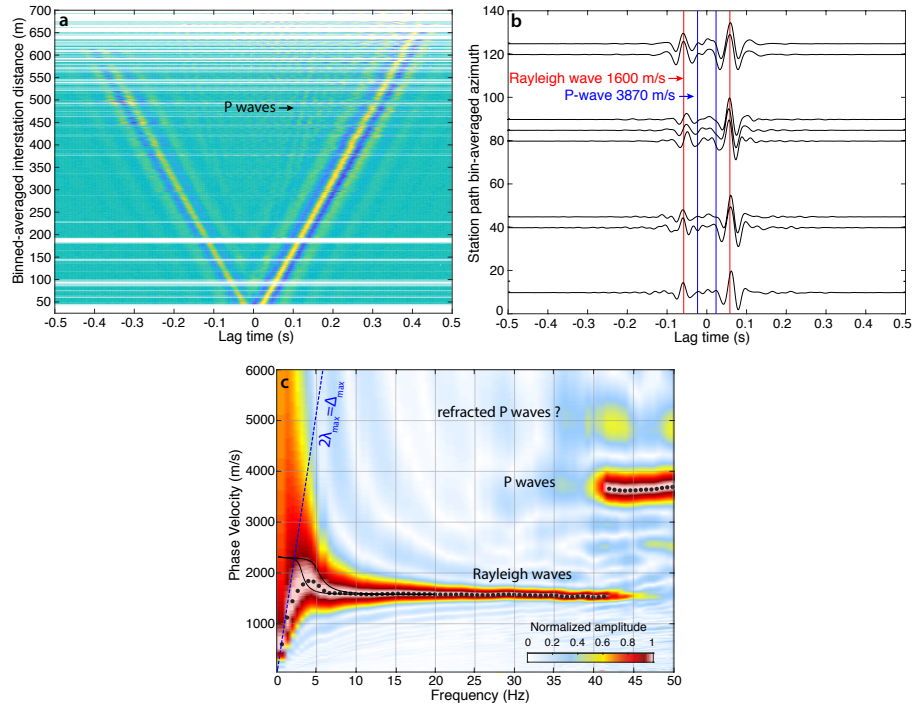 a
Binned-averaged interstation distance (m)
700
650
600
550
500
450
400
350
300
250
200
150
100
50
P waves
-0.5 -0.4 -0.3 -0.2 -0.1 0 0.1 0.2 0.3 0.4 0.5
Lag time (s)
b
Station path bin-averaged azimuth
140
120
100
80
60
40
20
0
Rayleigh wave 1600 m/s
P-wave 3870 m/s
-0.5 -0.4 -0.3 -0.2 -0.1 0 0.1 0.2 0.3 0.4 0.5
Lag time (s)
c
Phase Velocity (m/s)
6000
5000
4000
3000
2000
1000
2λmax=Δmax
refracted P waves ?
P waves
Rayleigh waves
Normalized amplitude
0 0.2 0.4 0.6 0.8 1
0 5 10 15 20 25 30 35 40 45 50
Frequency (Hz)